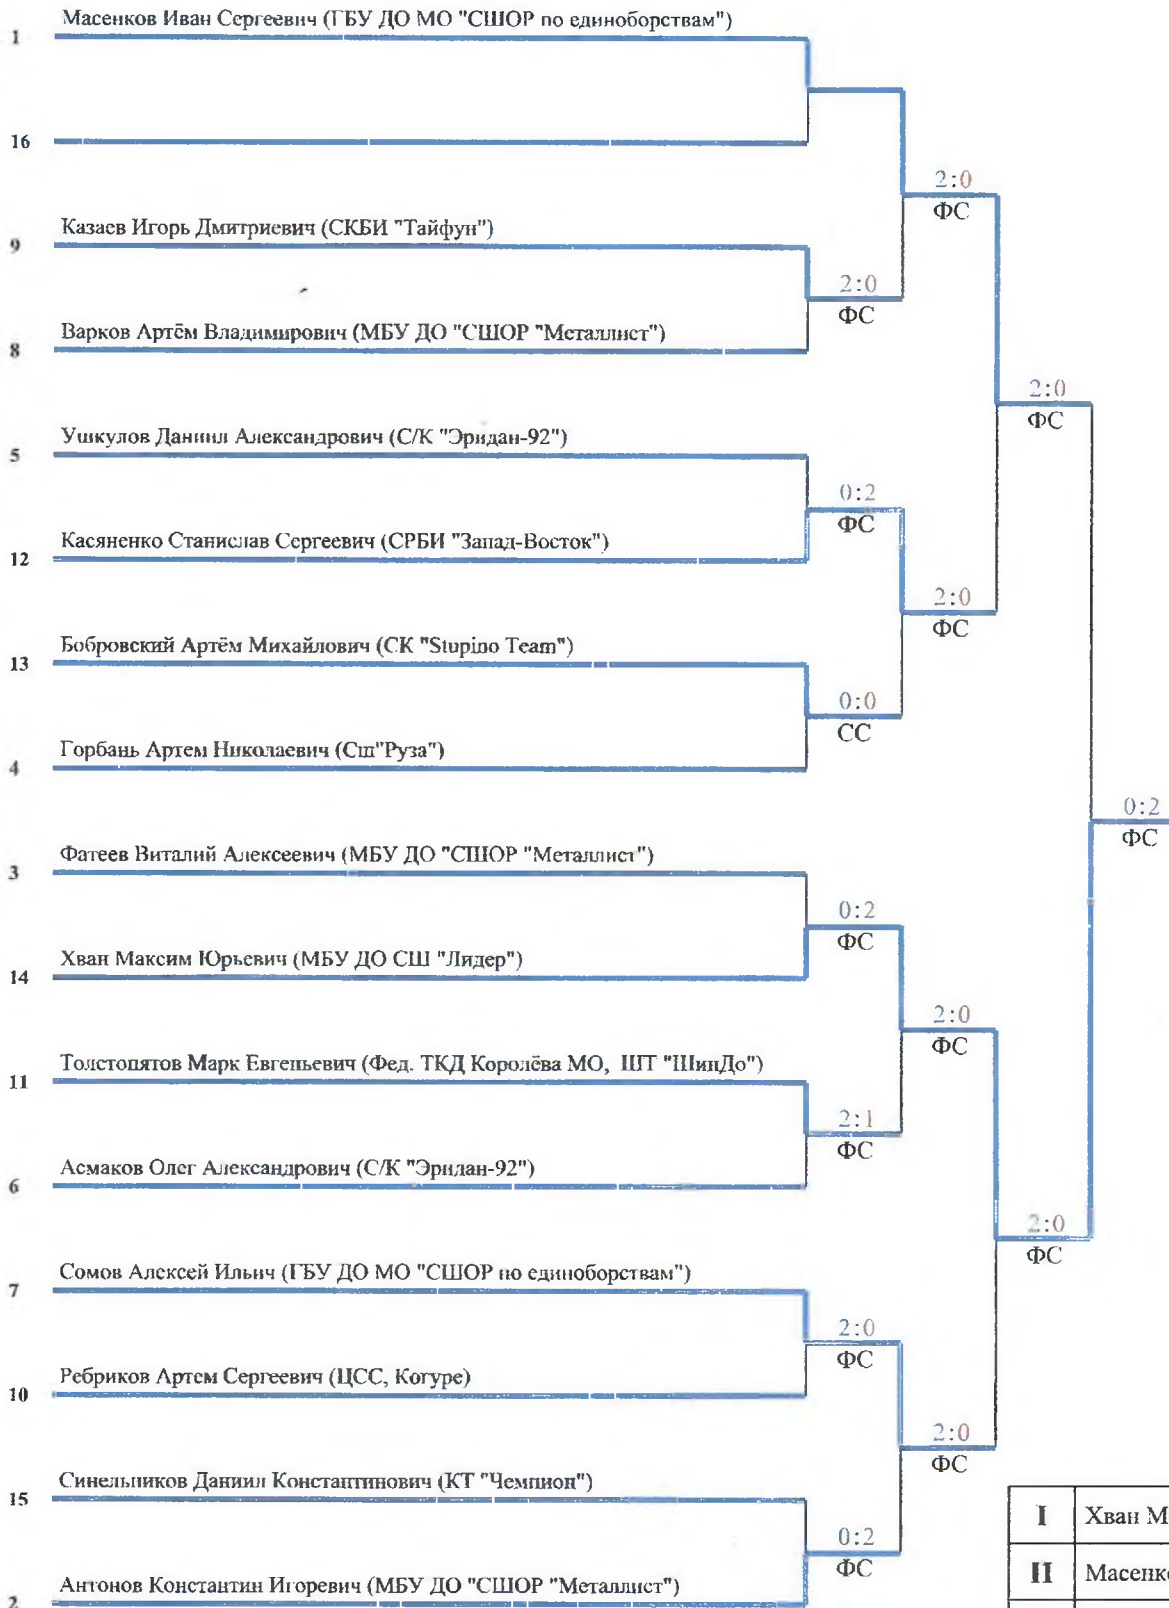 Масенков Иван Сергеевич (ГБУ ДО МО "СШОР по единоборствам")
1
16
2:0
ФС
Казаев Игорь Дмитриевич (СКБИ "Тайфун")
9
2:0
ФС
Варков Артём Владимирович (МБУ ДО "СШОР "Металлист")
8
2:0
ФС
Ушкулов Даниил Александрович (С/К "Эридан-92")
5
0:2
ФС
Касяненко Станислав Сергеевич (СРБИ "Запад-Восток")
12
2:0
ФС
Бобровский Артём Михайлович (СК "Stupino Team")
13
0:0
СС
Горбань Артем Николаевич (Сш"Руза")
4
0:2
ФС
Фатеев Виталий Алексеевич (МБУ ДО "СШОР "Металлист")
3
0:2
ФС
Хван Максим Юрьевич (МБУ ДО СШ "Лидер")
14
2:0
ФС
Толстопятов Марк Евгеньевич (Фед. ТКД Королёва МО, ШТ "ШинДо")
11
2:1
ФС
Асмаков Олег Александрович (С/К "Эридан-92")
6
2:0
ФС
Сомов Алексей Ильич (ГБУ ДО МО "СШОР по единоборствам")
7
2:0
ФС
Ребриков Артем Сергеевич (ЦСС, Когуре)
10
2:0
ФС
Синельников Даниил Константинович (КТ "Чемпион")
15
0:2
ФС
Антонов Константин Игоревич (МБУ ДО "СШОР "Металлист")
2
I Хван М
II Масенко